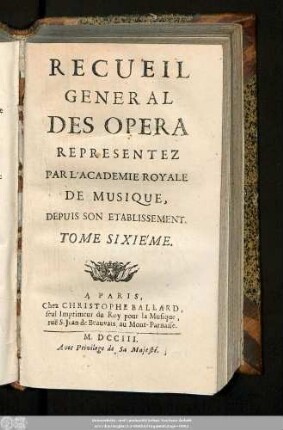 RECUEIL
GENERAL
DES OPERA
REPRESENTEZ
PAR L'ACADEMIE ROYALE
DE MUSIQUE,
DEPUIS SON ETABLISSEMENT.
TOME SIXIÉME.
A PARIS,
Chez CHRISTOPHE BALLARD,
seul Imprimeur du Roy pour la Musique,
ruë S. Jean de Beauvais, au Mont-Parnasse.
M. DCCIII.
Avec Privilege de Sa Majesté.